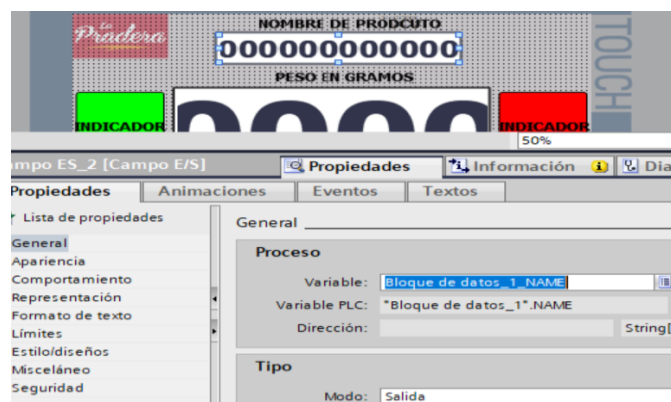 La
Pradera
NOMBRE DE PRODCUTO
000000000000
PESO EN GRAMOS
0000
TOUCH
INDICADOR
INDICADOR
50%
mpo ES_2 [Campo E/S]
Propiedades
Información
Dia
Propiedades
Animaciones
Eventos
Textos
Lista de propiedades
General
Apariencia
Comportamiento
Representación
Formato de texto
Límites
Estilo/diseños
Misceláneo
Seguridad
General
Proceso
Variable: Bloque de datos_1_NAME
Variable PLC: "Bloque de datos_1".NAME
Dirección: String[
Tipo
Modo: Salida